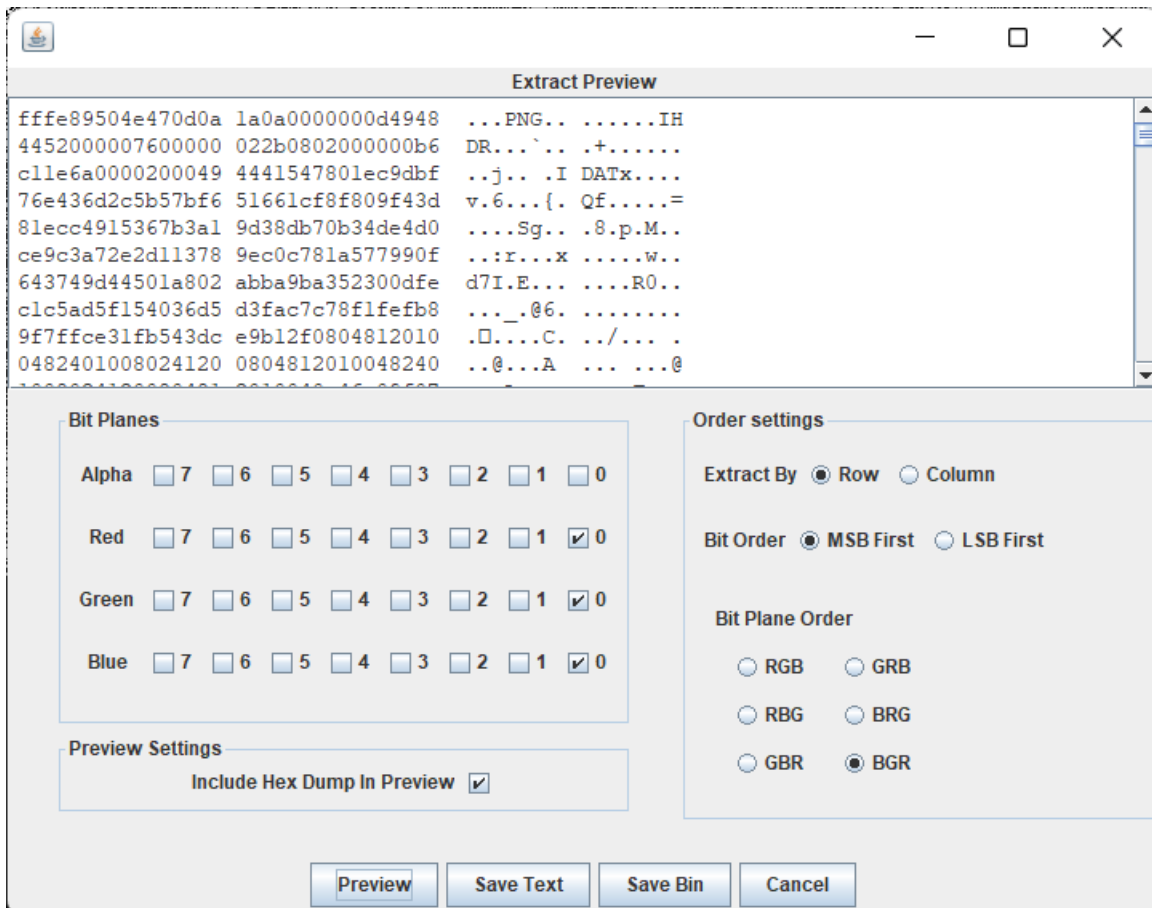 Extract Preview
fffe89504e470d0a 1a0a0000000d4948 ...PNG.. ......IH
4452000007600000 022b0802000000b6 DR...`.. .+......
c11e6a0000200049 4441547801ec9dbf ..j.. .I DATx....
76e436d2c5b57bf6 51661cf8f809f43d v.6...{. Qf.....=
81ecc4915367b3a1 9d38db70b34de4d0 ....Sg.. .8.p.M..
ce9c3a72e2d11378 9ec0c781a577990f ..:r...x .....w..
643749d44501a802 abba9ba352300dfe d7I.E... ....R0..
c1c5ad5f154036d5 d3fac7c78f1fefb8 ..._.@6. ........
9f7ffce31fb543dc e9b12f0804812010 .□....C. ../... .
0482401008024120 0804812010048240 ..@...A ... ...@
Bit Planes
Alpha 7 6 5 4 3 2 1 0
Red 7 6 5 4 3 2 1 0
Green 7 6 5 4 3 2 1 0
Blue 7 6 5 4 3 2 1 0
Preview Settings
Include Hex Dump In Preview
Order settings
Extract By Row Column
Bit Order MSB First LSB First
Bit Plane Order
RGB GRB
RBG BRG
GBR BGR
Preview Save Text Save Bin Cancel